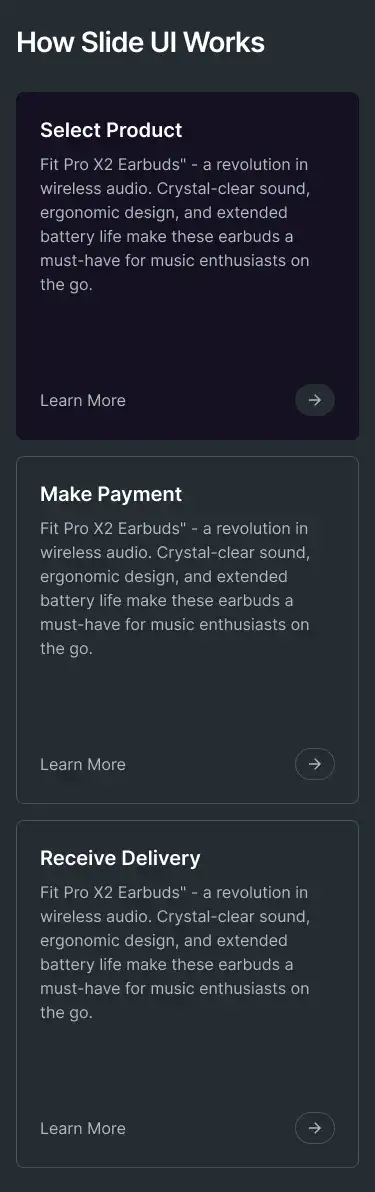 How Slide UI Works
Select Product
Fit Pro X2 Earbuds" - a revolution in
wireless audio. Crystal-clear sound,
ergonomic design, and extended
battery life make these earbuds a
must-have for music enthusiasts on
the go.
Learn More
Make Payment
Fit Pro X2 Earbuds" - a revolution in
wireless audio. Crystal-clear sound,
ergonomic design, and extended
battery life make these earbuds a
must-have for music enthusiasts on
the go.
Learn More
Receive Delivery
Fit Pro X2 Earbuds" - a revolution in
wireless audio. Crystal-clear sound,
ergonomic design, and extended
battery life make these earbuds a
must-have for music enthusiasts on
the go.
Learn More